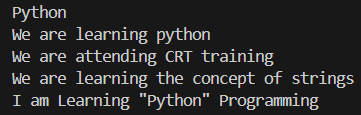 Python
We are learning python
We are attending CRT training
We are learning the concept of strings
I am Learning "Python" Programming